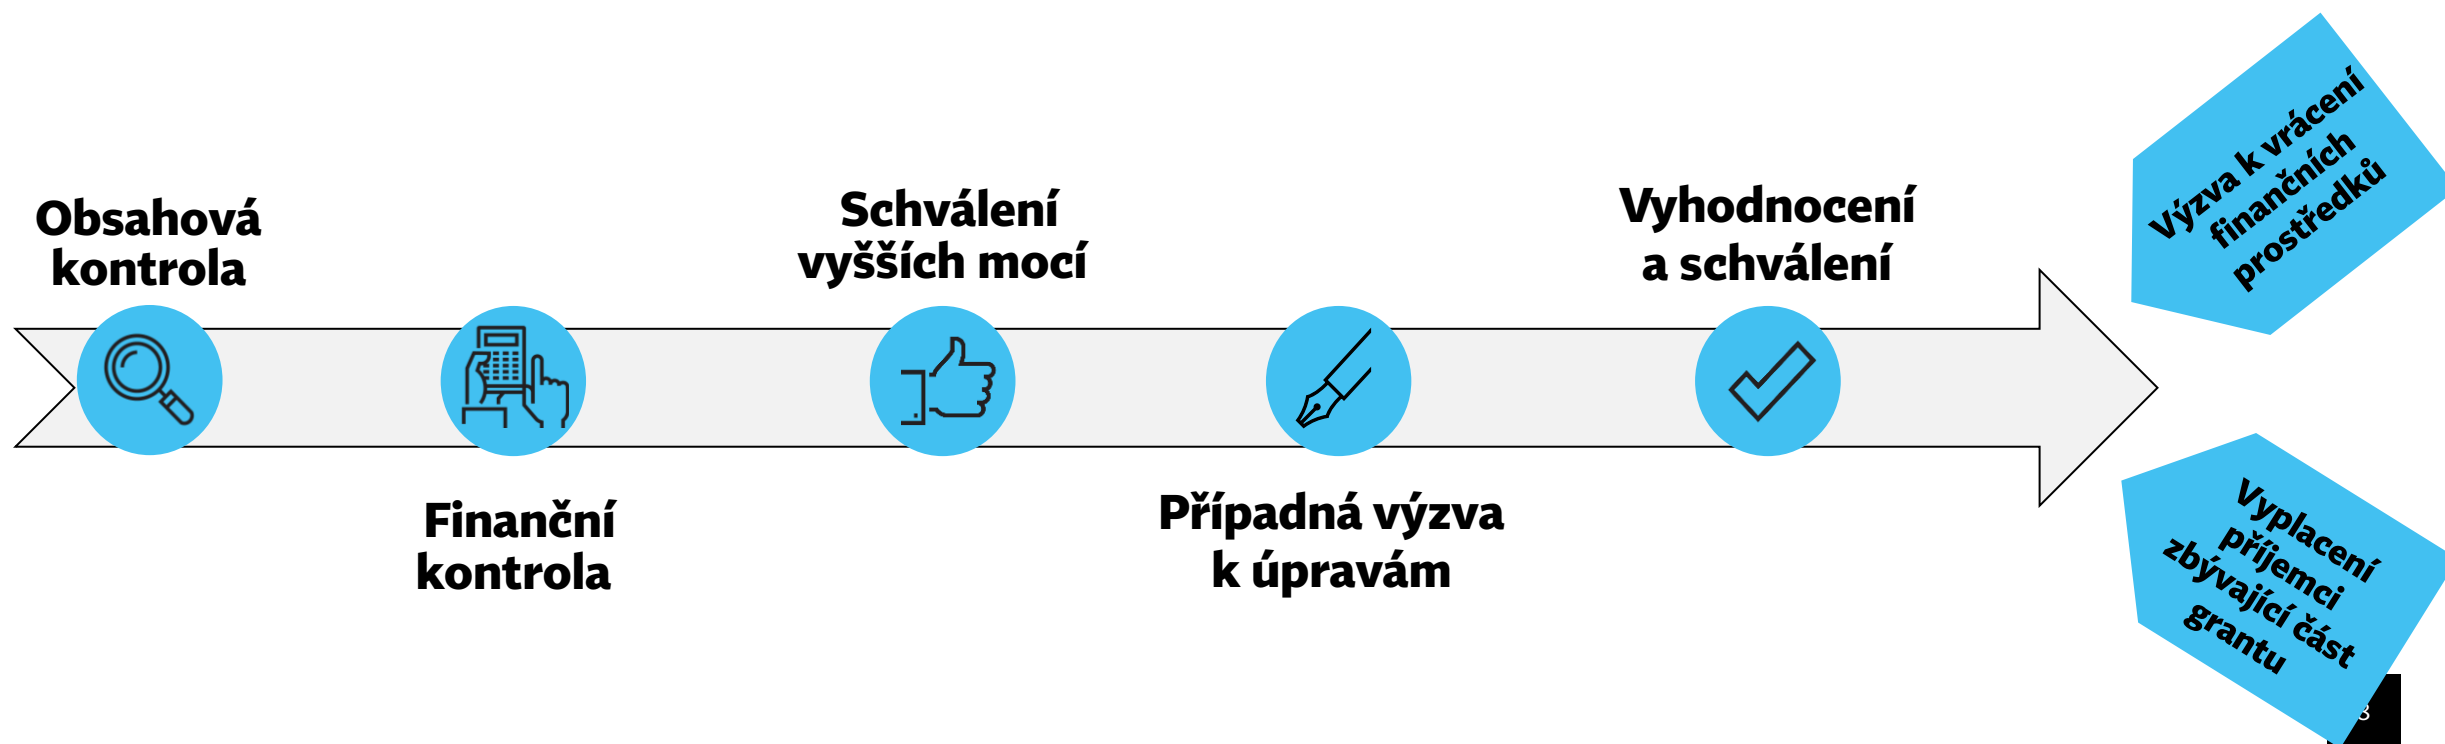 Obsahová
kontrola
Finanční
kontrola
Schválení
vyšších mocí
Případná výzva
k úpravám
Vyhodnocení
a schválení
Výzva k vrácení
finančních
prostředků
Vyplacení
příjemci
zbývající část
grantu